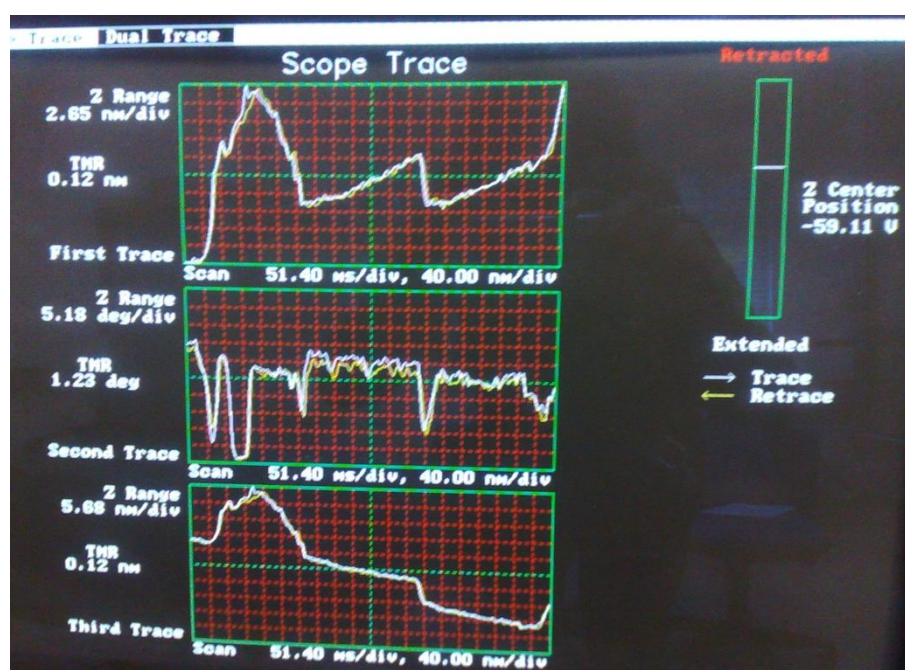 Trace Dual Trace
Scope Trace
Retracted
Z Range
2.65 nm/div
TMR
0.12 nm
First Trace
Scan 51.40 ms/div, 40.00 nm/div
Z Center
Position
-59.11 V
Z Range
5.18 deg/div
TMR
1.23 deg
Second Trace
Scan 51.40 ms/div, 40.00 nm/div
Extended
Trace
Retrace
Z Range
5.68 nm/div
TMR
0.12 nm
Third Trace
Scan 51.40 ms/div, 40.00 nm/div